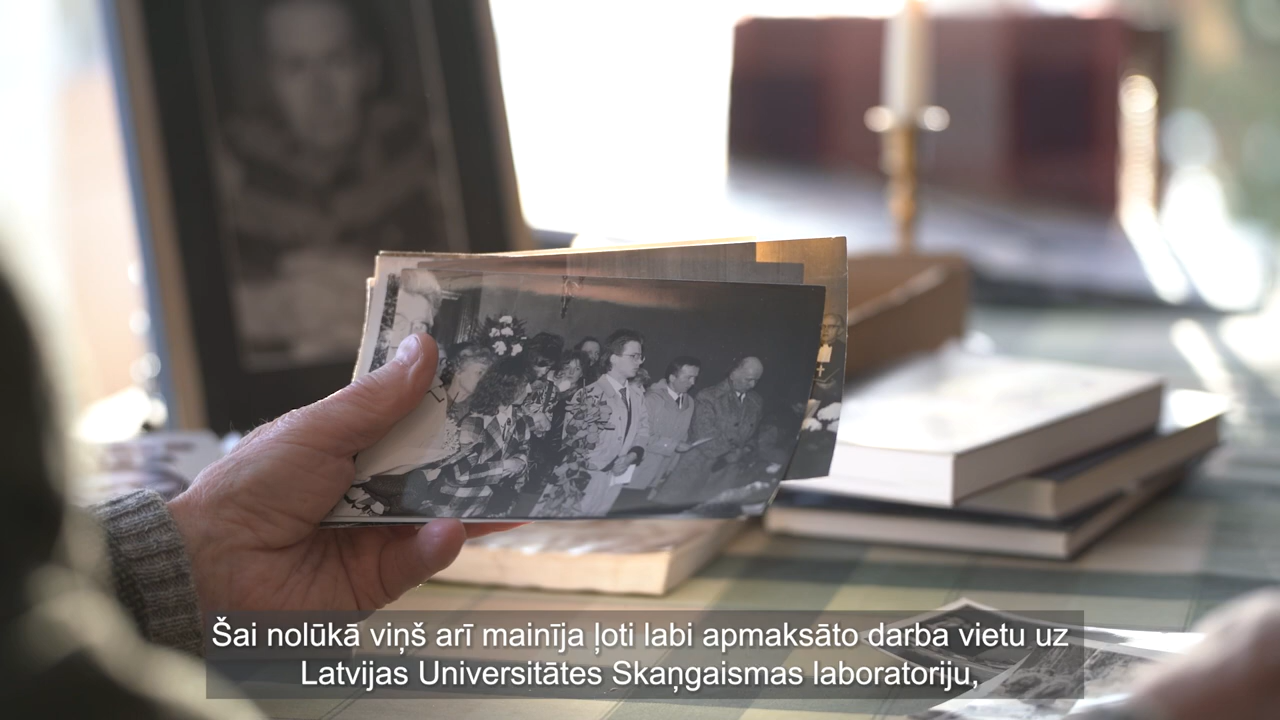 Šai nolūkā viņš arī mainīja ļoti labi apmaksāto darba vietu uz
Latvijas Universitātes Skaņgaismas laboratoriju,